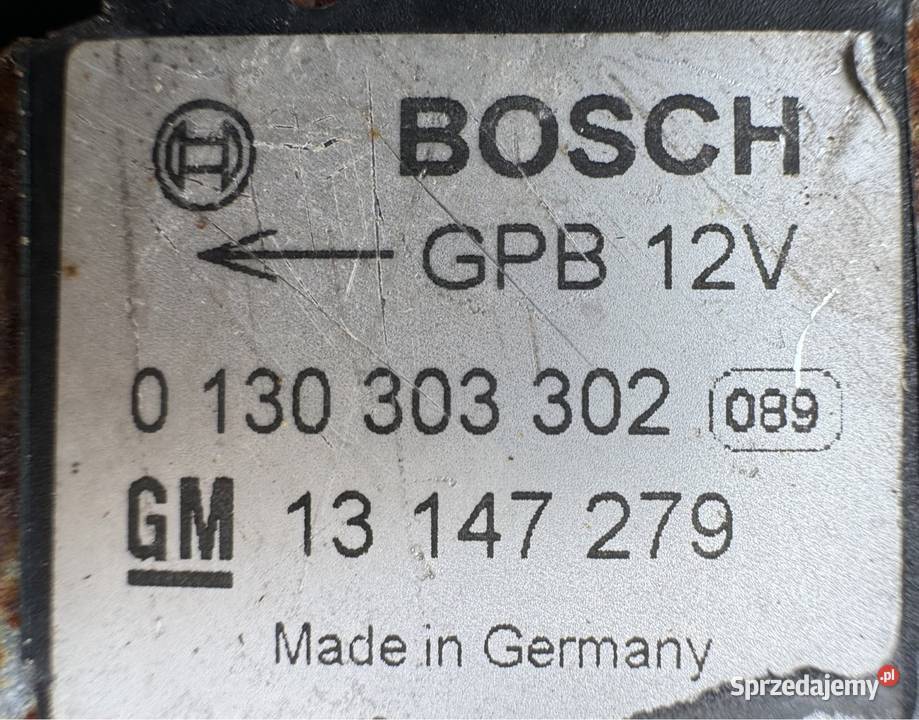 BOSCH
GPB 12V
0 130 303 302 089
GM 13 147 279
Made in Germany
Sprzedajemy.pl